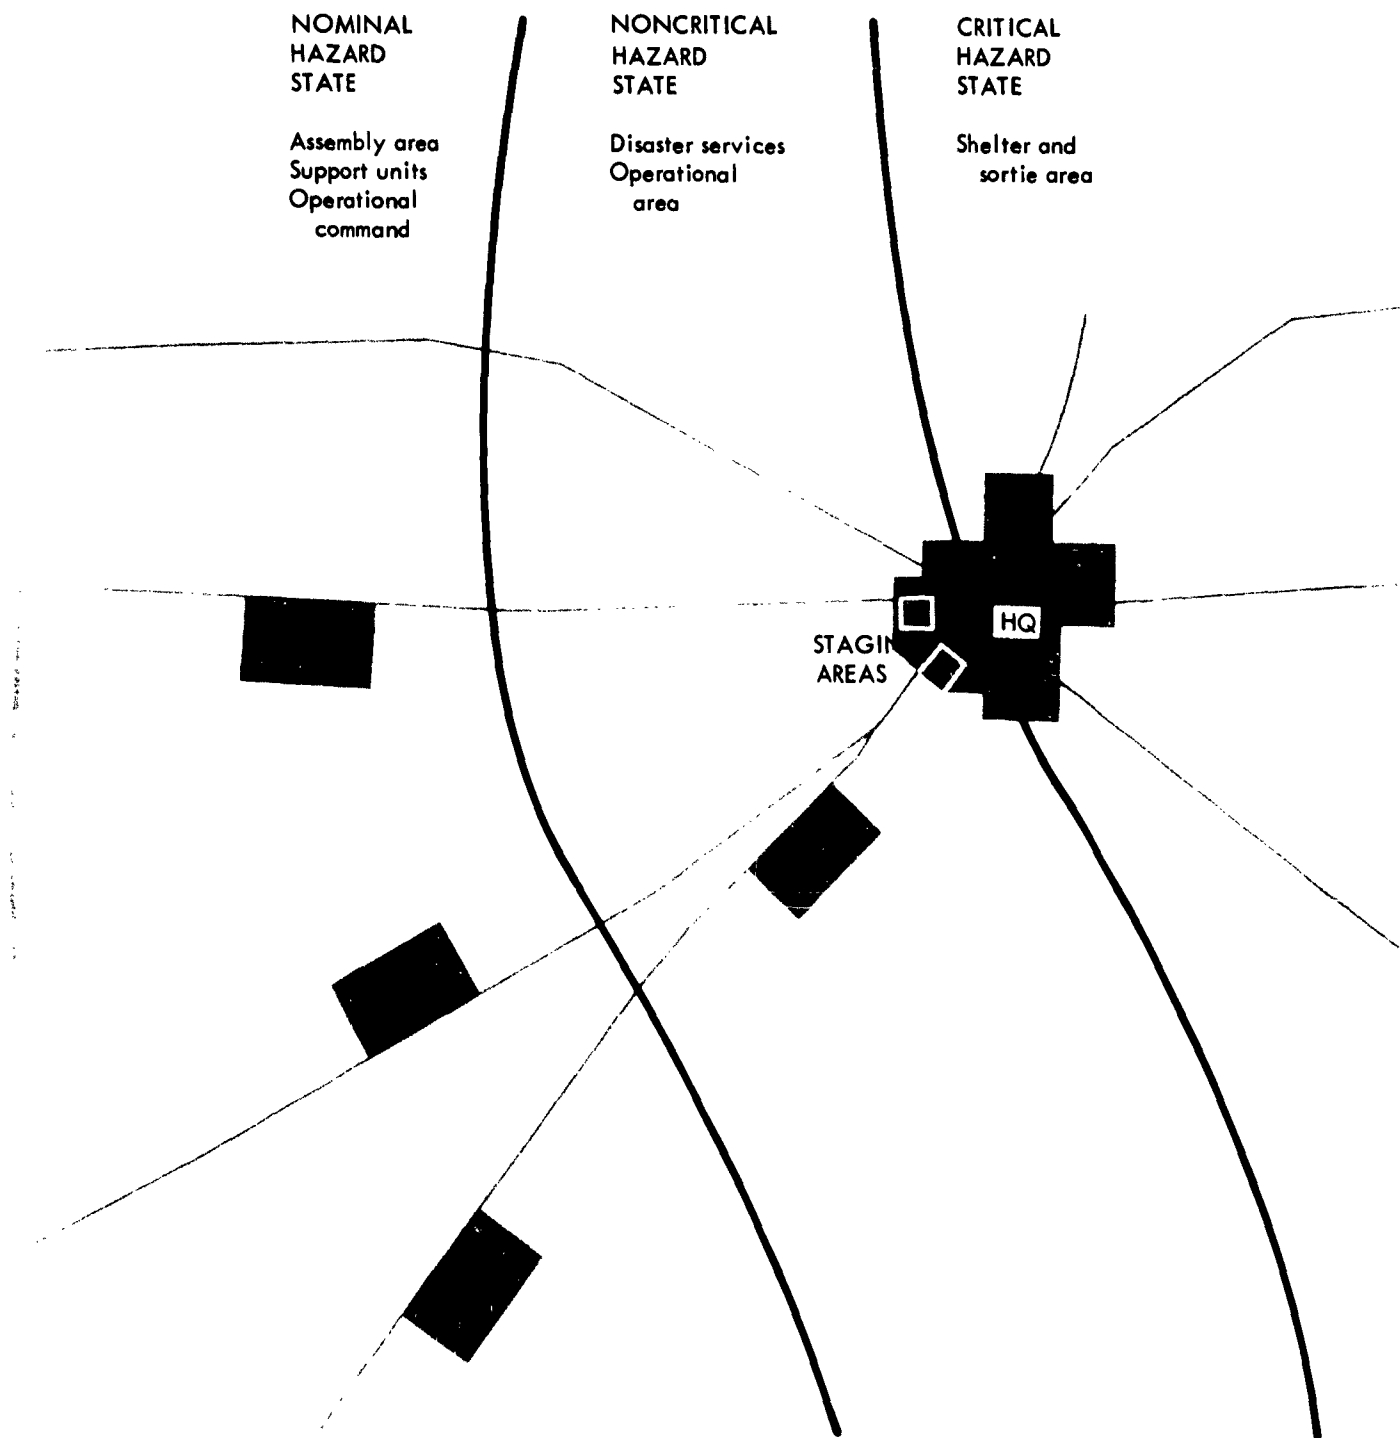 NOMINAL
HAZARD
STATE
Assembly area
Support units
Operational
command
NONCRITICAL
HAZARD
STATE
Disaster services
Operational
area
CRITICAL
HAZARD
STATE
Shelter and
sortie area
HQ
STAGIN
AREAS